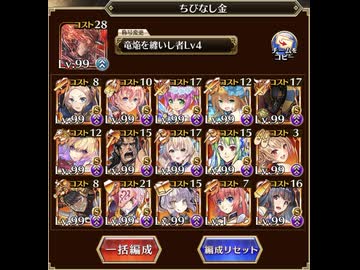 ちびなし金
コスト28
称号変更
竜焔を纏いし者Lv4
チームを
コピー
Lv.99
コスト8 コスト10 コスト17 コスト12 コスト17
Lv.99 Lv.99 Lv.99 Lv.99 Lv.99
コスト12 コスト15 コスト17 コスト15 コスト3
Lv.99 Lv.99 Lv.99 Lv.99 Lv.99
コスト8 コスト21 コスト15 コスト7 コスト16
Lv.99 Lv.99 Lv.99 Lv.99 Lv.99
一括編成 編成リセット